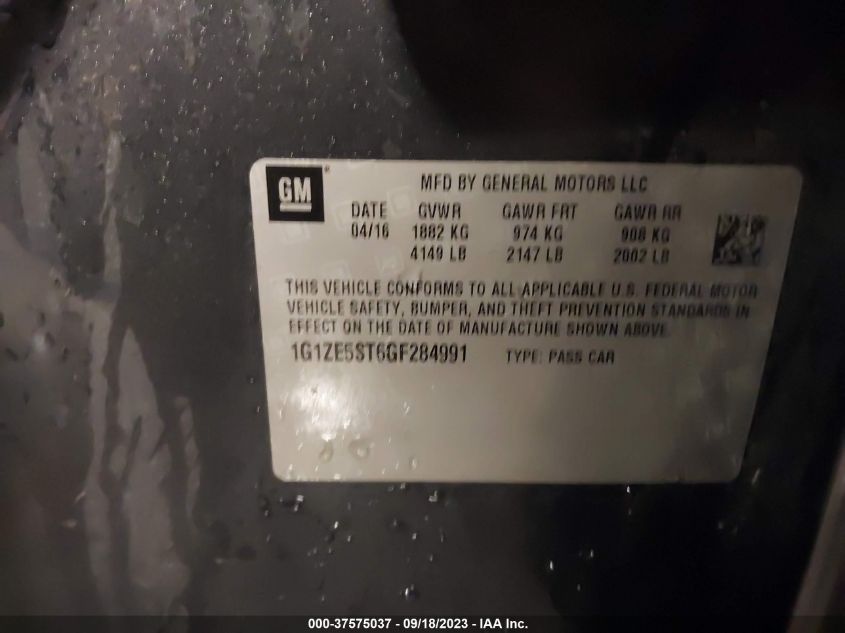 GM ®
MFD BY GENERAL MOTORS LLC
DATE GVWR GAWR FRT GAWR RR
04/16 1882 KG 974 KG 908 KG
4149 LB 2147 LB 2002 LB
THIS VEHICLE CONFORMS TO ALL APPLICABLE U.S. FEDERAL MOTOR
VEHICLE SAFETY, BUMPER, AND THEFT PREVENTION STANDARDS IN
EFFECT ON THE DATE OF MANUFACTURE SHOWN ABOVE.
1G1ZE5ST6GF284991 TYPE: PASS CAR
000-37575037 - 09/18/2023 - IAA Inc.